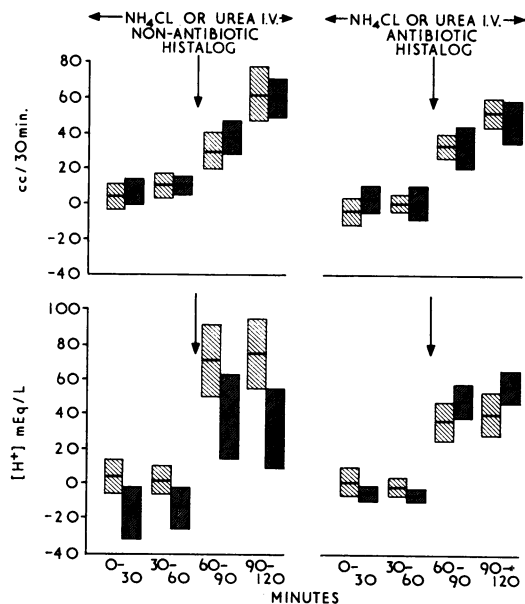 NH₄CL OR UREA I.V.
NON-ANTIBIOTIC
HISTALOG
NH₄CL OR UREA I.V.
ANTIBIOTIC
HISTALOG
cc/30min.
80
60
40
20
0
-20
-40
[H⁺] mEq/L
100
80
60
40
20
0
-20
-40
0-30
30-60
60-90
90-120
0-30
30-60
60-90
90-120
MINUTES